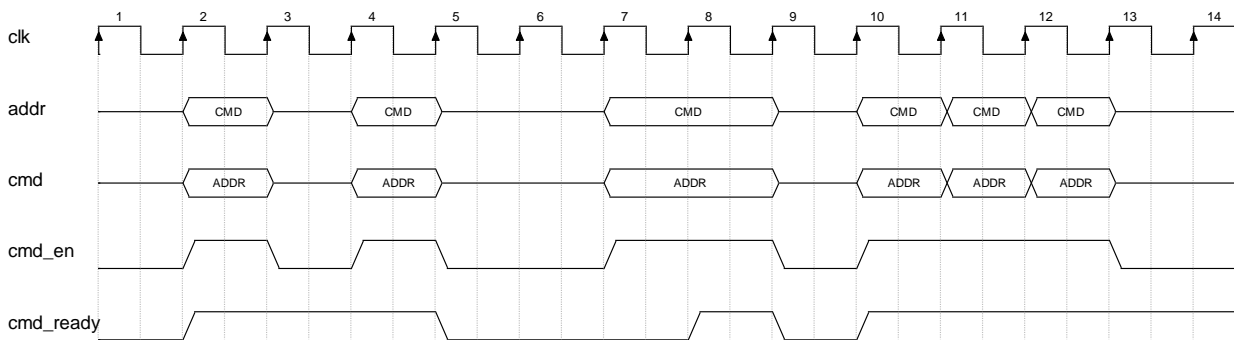 1 2 3 4 5 6 7 8 9 10 11 12 13 14
clk
addr CMD CMD CMD CMD CMD CMD
cmd ADDR ADDR ADDR ADDR ADDR ADDR
cmd_en
cmd_ready